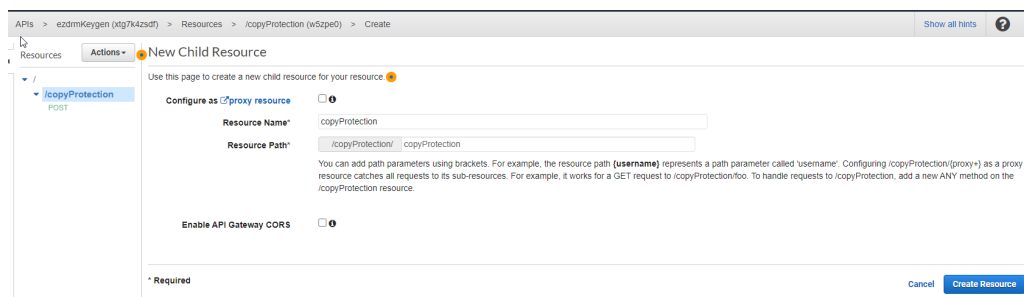 APIs > ezdrmKeygen (xtg7k4zsdf) > Resources > /copyProtection (w5zpe0) > Create Show all hints
Resources Actions New Child Resource
Use this page to create a new child resource for your resource.
/
/copyProtection
POST
Configure as proxy resource
Resource Name* copyProtection
Resource Path* /copyProtection/ copyProtection
You can add path parameters using brackets. For example, the resource path {username} represents a path parameter called 'username'. Configuring /copyProtection/{proxy+} as a proxy
resource catches all requests to its sub-resources. For example, it works for a GET request to /copyProtection/foo. To handle requests to /copyProtection, add a new ANY method on the
/copyProtection resource.
Enable API Gateway CORS
* Required
Cancel Create Resource